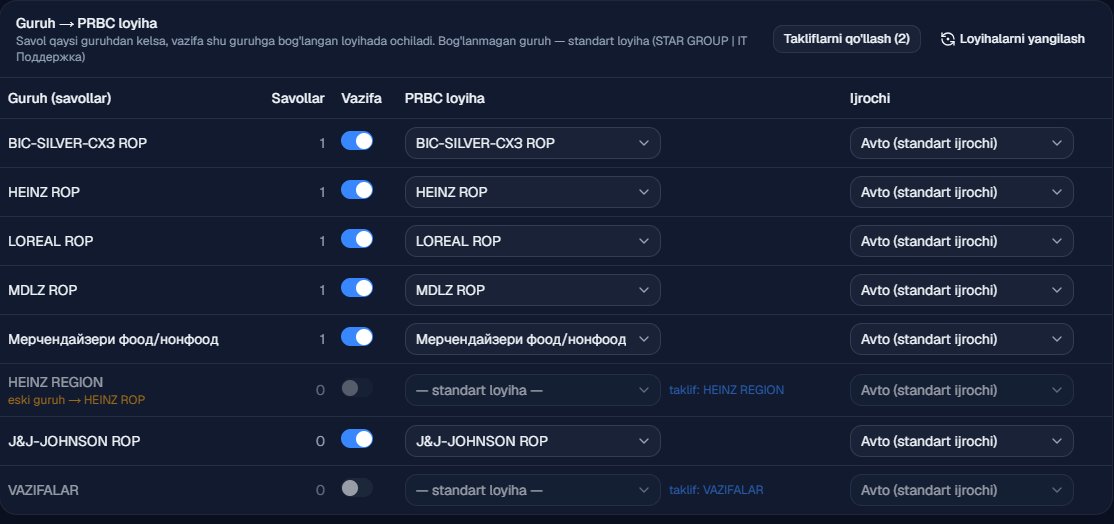 Guruh → PRBC loyiha
Savol qaysi guruhdan kelsa, vazifa shu guruhga bog'langan loyihada ochiladi. Bog'lanmagan guruh — standart loyiha (STAR GROUP | IT
Поддержка)
Takliflarni qo'llash (2)
Loyihalarni yangilash
Guruh (savollar) Savollar Vazifa PRBC loyiha Ijrochi
BIC-SILVER-СХЗ ROP 1 BIC-SILVER-СХЗ ROP Avto (standart ijrochi)
HEINZ ROP 1 HEINZ ROP Avto (standart ijrochi)
LOREAL ROP 1 LOREAL ROP Avto (standart ijrochi)
MDLZ ROP 1 MDLZ ROP Avto (standart ijrochi)
Мерчендайзери фоод/нонфоод 1 Мерчендайзери фоод/нонфоод Avto (standart ijrochi)
HEINZ REGION 0 — standart loyiha — taklif: HEINZ REGION Avto (standart ijrochi)
eski guruh → HEINZ ROP
J&J-JOHNSON ROP 0 J&J-JOHNSON ROP Avto (standart ijrochi)
VAZIFALAR 0 — standart loyiha — taklif: VAZIFALAR Avto (standart ijrochi)